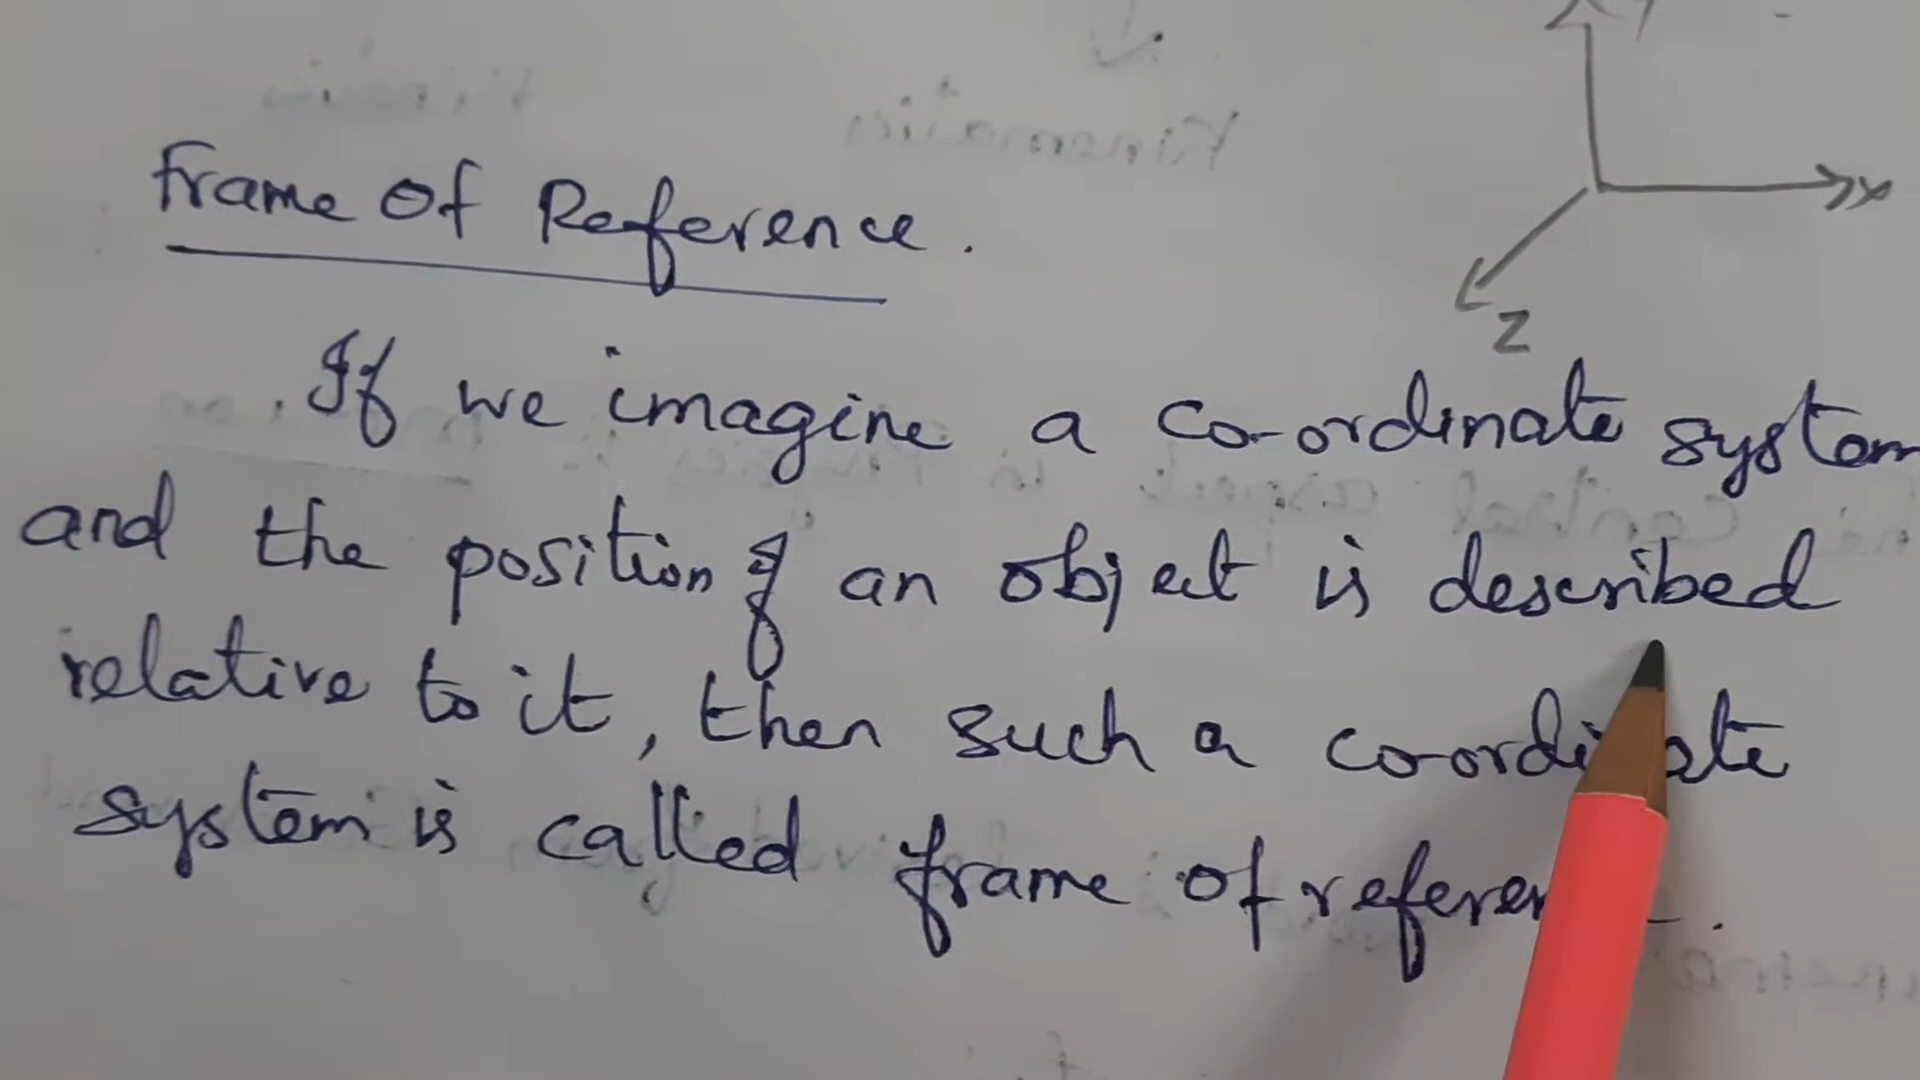 Frame Of Reference.
x
z
If we imagine a co-ordinate system
and the position of an object is described
relative to it, then such a
system is called frame of